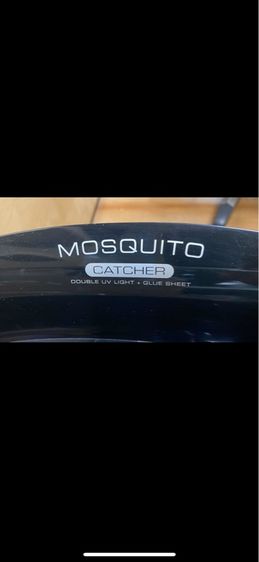 MOSQUITO
CATCHER
DOUBLE UV LIGHT + GLUE SHEET